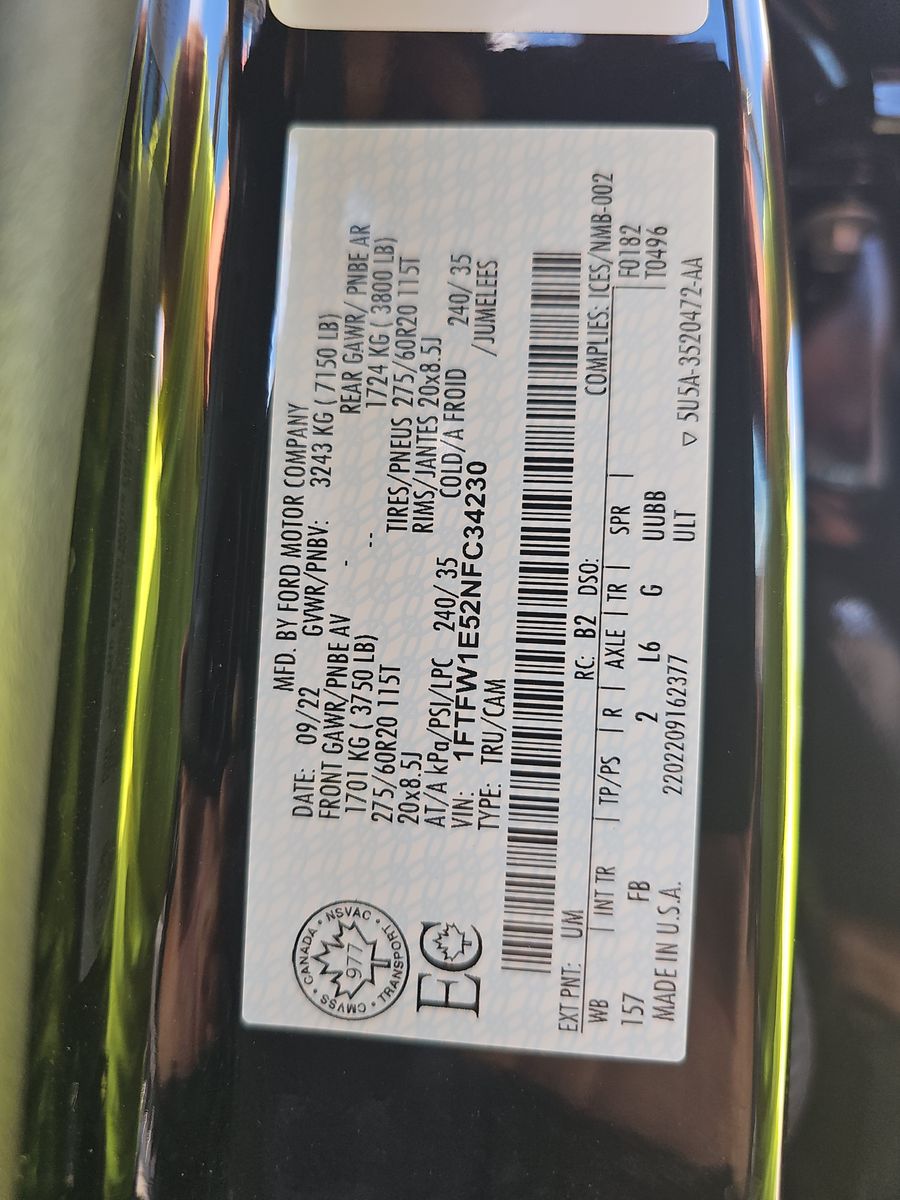 MFD. BY FORD MOTOR COMPANY
DATE: 09/22 GVWR/PNBV: 3243 KG ( 7150 LB)
FRONT GAWR/PNBE AV - REAR GAWR/ PNBE AR
1701 KG ( 3750 LB) -- 1724 KG ( 3800 LB)
275/60R20 115T TIRES/PNEUS 275/60R20 115T
20x8.5J RIMS/JANTES 20x8.5J
AT/A kPa/PSI/LPC 240/ 35 COLD/A FROID 240/ 35
VIN: 1FTFW1E52NFC34230 /JUMELEES
TYPE: TRU/CAM
CMVSS • CANADA • NSVAC • TRANSPORT •
977
EC
EXT PNT: UM RC: B2 DSO: COMPLES. ICES/NMB-002
WB | INT TR | TP/PS | R | AXLE | TR | SPR | F0182
157 FB 2 L6 G UUBB T0496
MADE IN U.S.A. 2202209162377 ULT ▽ 5U5A-3520472-AA